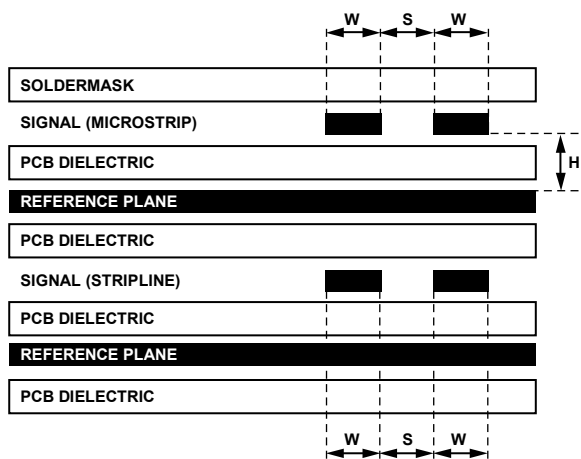 W S W
SOLDERMASK
SIGNAL (MICROSTRIP)
H
PCB DIELECTRIC
REFERENCE PLANE
PCB DIELECTRIC
SIGNAL (STRIPLINE)
PCB DIELECTRIC
REFERENCE PLANE
PCB DIELECTRIC
W S W